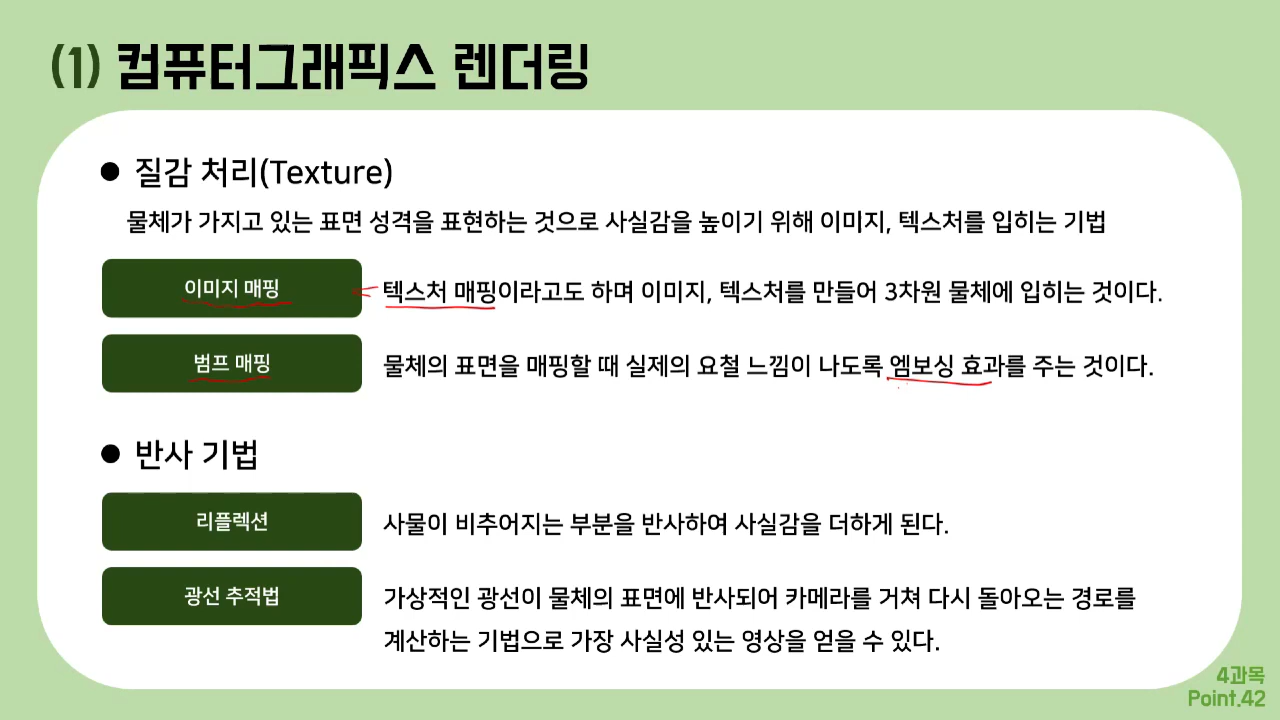 (1) 컴퓨터그래픽스 렌더링
● 질감 처리(Texture)
물체가 가지고 있는 표면 성격을 표현하는 것으로 사실감을 높이기 위해 이미지, 텍스처를 입히는 기법
이미지 매핑
텍스처 매핑이라고도 하며 이미지, 텍스처를 만들어 3차원 물체에 입히는 것이다.
범프 매핑
물체의 표면을 매핑할 때 실제의 요철 느낌이 나도록 엠보싱 효과를 주는 것이다.
● 반사 기법
리플렉션
사물이 비추어지는 부분을 반사하여 사실감을 더하게 된다.
광선 추적법
가상적인 광선이 물체의 표면에 반사되어 카메라를 거쳐 다시 돌아오는 경로를
계산하는 기법으로 가장 사실성 있는 영상을 얻을 수 있다.
4과목
Point.42